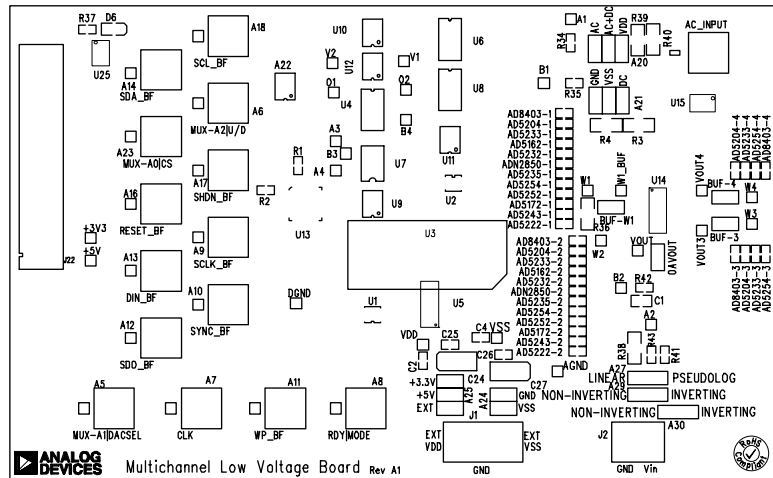 R37
D6
A18
U10
U6
A1
AC
AC+DC
VDD
R39
R40
AC_INPUT
R34
A20
U25
SCL_BF
A22
V2
U12
V1
A14
SDA_BF
O1
O2
U8
B1
R35
GND
VSS
DC
A21
U15
A6
MUX-A2|U/D
U4
B4
R4
R3
A23
MUX-A0|CS
R1
A3
B3
A4
U7
U11
U2
A17
SHDN_BF
R2
A16
RESET_BF
U13
U9
AD8403-1
AD5204-1
AD5233-1
AD5162-1
AD5232-1
ADN2850-1
AD5235-1
AD5254-1
AD5252-1
AD5172-1
AD5243-1
AD5222-1
W1
W1_BUF
U14
BUF-W1
R36
W2
VOUT
OAVOUT
VOUT4
BUF-4
W4
W3
BUF-3
VOUT3
AD5204-4
AD5233-4
AD5254-4
AD8403-4
AD8403-3
AD5204-3
AD5233-3
AD5254-3
+3V3
+5V
J22
A9
SCLK_BF
U3
A13
DIN_BF
A10
SYNC_BF
DGND
U1
U5
AD8403-2
AD5204-2
AD5233-2
AD5162-2
AD5232-2
ADN2850-2
AD5235-2
AD5254-2
AD5252-2
AD5172-2
AD5243-2
AD5222-2
B2
R42
C1
A2
A12
SDO_BF
VDD
C25
C4
VSS
C26
C2
C24
C27
AGND
R38
R43
R41
A27
LINEAR
PSEUDOLOG
A29
NON-INVERTING
INVERTING
NON-INVERTING
INVERTING
A30
A5
A7
A11
A8
+3.3V
+5V
EXT
A25
A24
GND
VSS
MUX-A1|DACSEL
CLK
WP_BF
RDY|MODE
J1
EXT VDD
EXT VSS
GND
J2
GND
Vin
ANALOG DEVICES
Multichannel Low Voltage Board Rev A1
RoHS Compliant